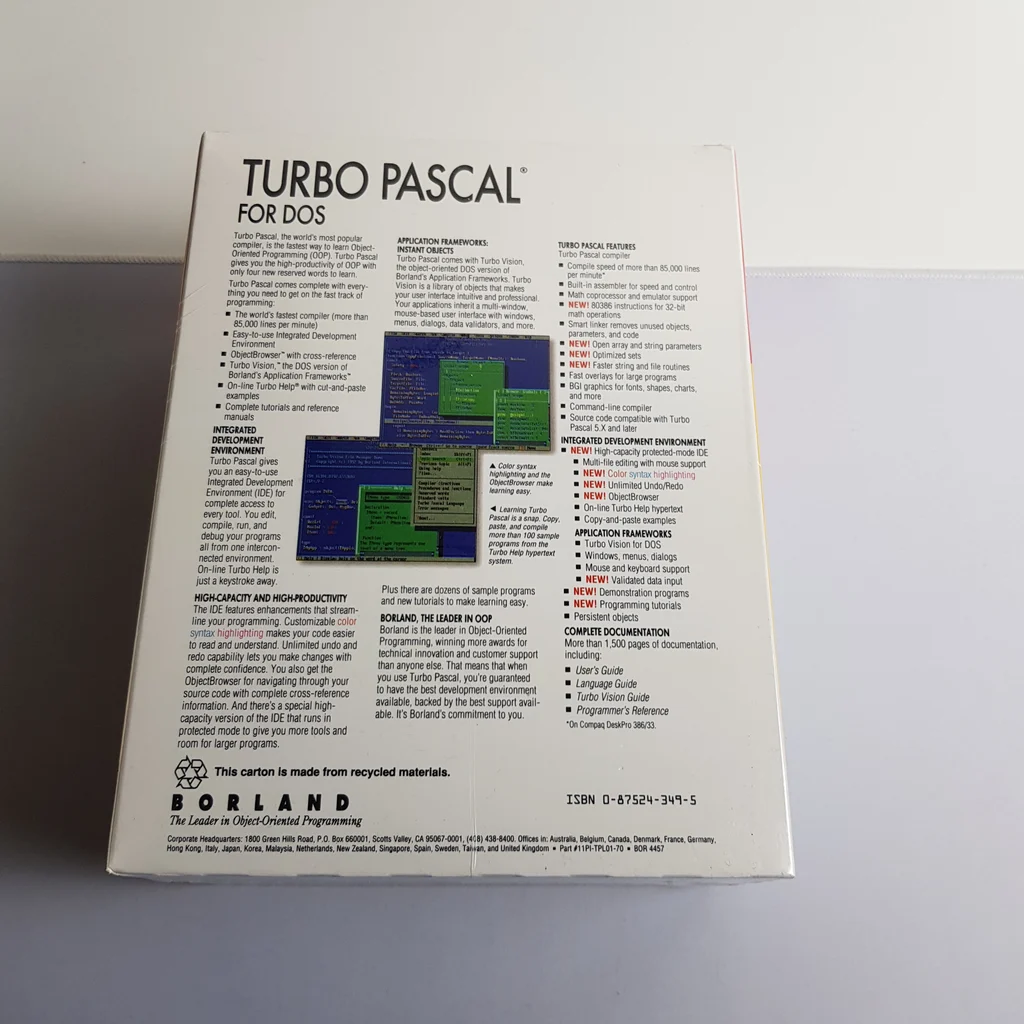 TURBO PASCAL®
FOR DOS
Turbo Pascal, the world's most popular
compiler, is the fastest way to learn Object-
Oriented Programming (OOP). Turbo Pascal
gives you the high-productivity of OOP with
only four new reserved words to learn.
Turbo Pascal comes complete with every-
thing you need to get on the fast track of
programming:
■ The world's fastest compiler (more than
85,000 lines per minute)
■ Easy-to-use Integrated Development
Environment
■ ObjectBrowser™ with cross-reference
■ Turbo Vision,™ the DOS version of
Borland's Application Frameworks™
■ On-line Turbo Help® with cut-and-paste
examples
■ Complete tutorials and reference
manuals
INTEGRATED
DEVELOPMENT
ENVIRONMENT
Turbo Pascal gives
you an easy-to-use
Integrated Development
Environment (IDE) for
complete access to
every tool. You edit,
compile, run, and
debug your programs
all from one intercon-
nected environment.
On-line Turbo Help is
just a keystroke away.
HIGH-CAPACITY AND HIGH-PRODUCTIVITY
The IDE features enhancements that stream-
line your programming. Customizable color
syntax highlighting makes your code easier
to read and understand. Unlimited undo and
redo capability lets you make changes with
complete confidence. You also get the
ObjectBrowser for navigating through your
source code with complete cross-reference
information. And there's a special high-
capacity version of the IDE that runs in
protected mode to give you more tools and
room for larger programs.
APPLICATION FRAMEWORKS:
INSTANT OBJECTS
Turbo Pascal comes with Turbo Vision,
the object-oriented DOS version of
Borland's Application Frameworks. Turbo
Vision is a library of objects that makes
your user interface intuitive and professional.
Your applications inherit a multi-window,
mouse-based user interface with windows,
menus, dialogs, data validators, and more.
▲ Color syntax
highlighting and the
ObjectBrowser make
learning easy.
◄ Learning Turbo
Pascal is a snap. Copy,
paste, and compile
more than 100 sample
programs from the
Turbo Help hypertext
system.
Plus there are dozens of sample programs
and new tutorials to make learning easy.
BORLAND, THE LEADER IN OOP
Borland is the leader in Object-Oriented
Programming, winning more awards for
technical innovation and customer support
than anyone else. That means that when
you use Turbo Pascal, you're guaranteed
to have the best development environment
available, backed by the best support avail-
able. It's Borland's commitment to you.
TURBO PASCAL FEATURES
Turbo Pascal compiler
■ Compile speed of more than 85,000 lines
per minute*
■ Built-in assembler for speed and control
■ Math coprocessor and emulator support
■ NEW! 80386 instructions for 32-bit
math operations
■ Smart linker removes unused objects,
parameters, and code
■ NEW! Open array and string parameters
■ NEW! Optimized sets
■ NEW! Faster string and file routines
■ Fast overlays for large programs
■ BGI graphics for fonts, shapes, charts,
and more
■ Command-line compiler
■ Source code compatible with Turbo
Pascal 5.X and later
INTEGRATED DEVELOPMENT ENVIRONMENT
■ NEW! High-capacity protected-mode IDE
■ Multi-file editing with mouse support
■ NEW! Color syntax highlighting
■ NEW! Unlimited Undo/Redo
■ NEW! ObjectBrowser
■ On-line Turbo Help hypertext
■ Copy-and-paste examples
APPLICATION FRAMEWORKS
■ Turbo Vision for DOS
■ Windows, menus, dialogs
■ Mouse and keyboard support
■ NEW! Validated data input
■ NEW! Demonstration programs
■ NEW! Programming tutorials
■ Persistent objects
COMPLETE DOCUMENTATION
More than 1,500 pages of documentation,
including:
■ User's Guide
■ Language Guide
■ Turbo Vision Guide
■ Programmer's Reference
*On Compaq DeskPro 386/33.
This carton is made from recycled materials.
BORLAND
The Leader in Object-Oriented Programming
ISBN 0-87524-349-5
Corporate Headquarters: 1800 Green Hills Road, P.O. Box 660001, Scotts Valley, CA 95067-0001, (408) 438-8400. Offices in: Australia, Belgium, Canada, Denmark, France, Germany,
Hong Kong, Italy, Japan, Korea, Malaysia, Netherlands, New Zealand, Singapore, Spain, Sweden, Taiwan, and United Kingdom ■ Part #11PI-TPL01-70 ■ BOR 4457